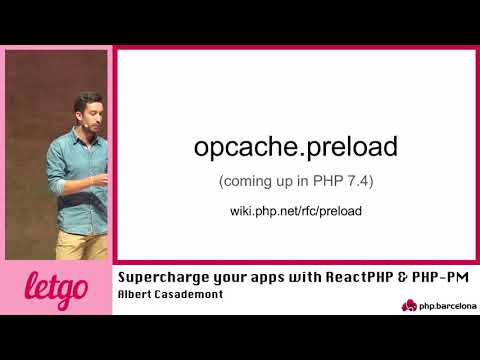 opcache.preload
(coming up in PHP 7.4)
wiki.php.net/rfc/preload
letgo
Supercharge your apps with ReactPHP & PHP-PM
Albert Casademont
php.barcelona